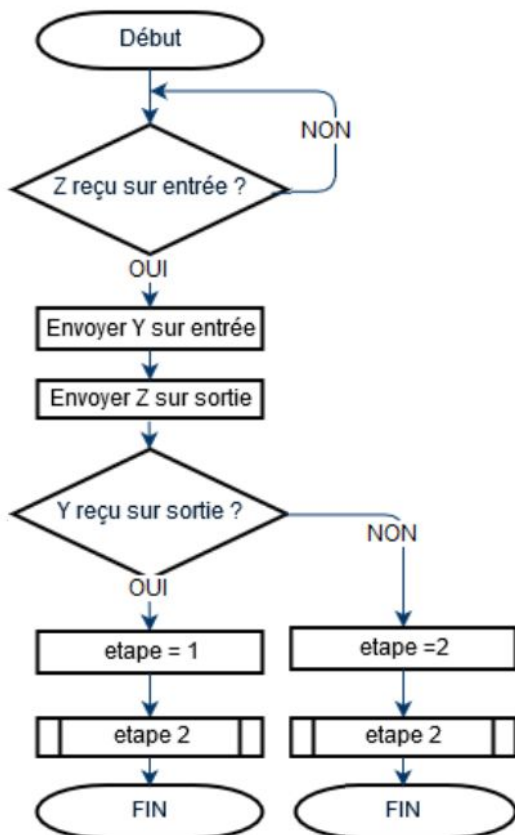 Début
NON
Z reçu sur entrée ?
OUI
Envoyer Y sur entrée
Envoyer Z sur sortie
Y reçu sur sortie ?
NON
OUI
etape = 1
etape =2
etape 2
etape 2
FIN
FIN